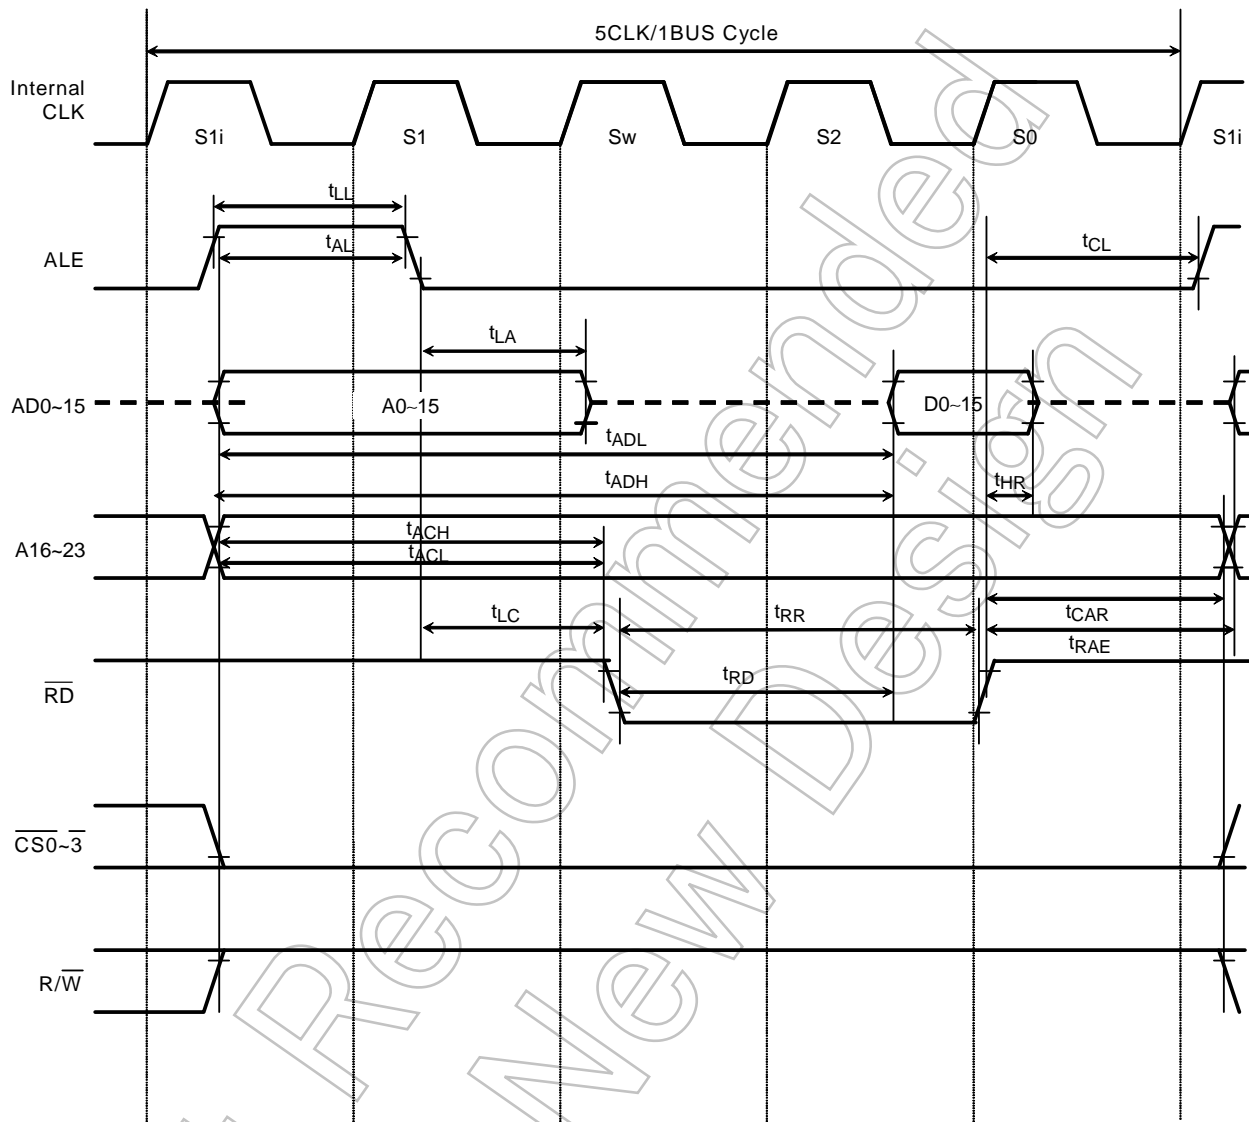 5CLK/1BUS Cycle
Internal
CLK
S1i S1 Sw S2 S0 S1i
tLL
ALE
tAL
tCL
tLA
AD0~15
A0~15
D0~15
tADL
tADH
tHR
A16~23
tACH
tACL
tLC
tRR
tCAR
tRAE
RD
tRD
CS0~3
R/W
Recommended
New Design